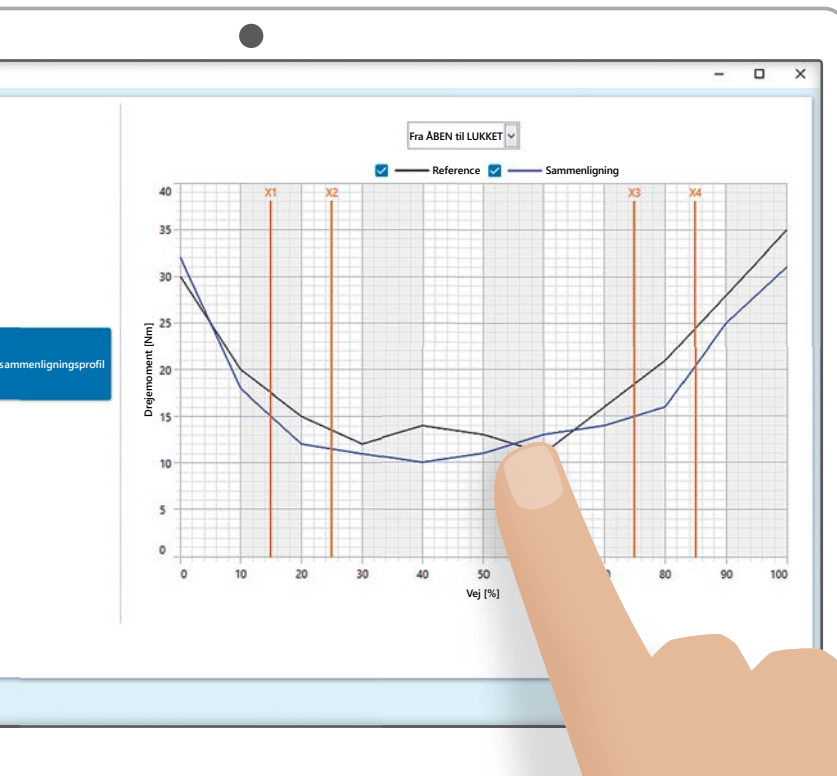 Fra ÅBEN til LUKKET
Reference Sammenligning
40 X1 X2 X3 X4
35
30
25
20
15
10
5
0
Drejemoment [Nm]
0 10 20 30 40 50 80 90 100
Vej [%]
sammenligningsprofil